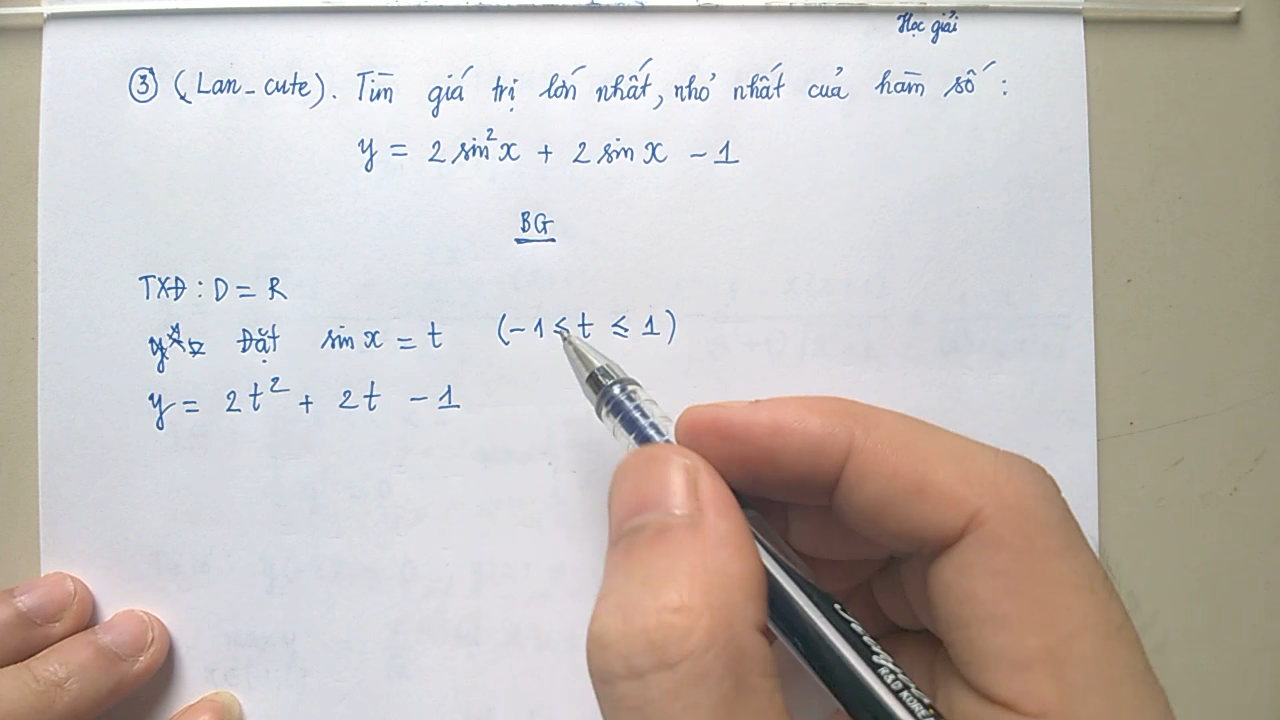 Học giải
③ (Lan_cute). Tìm giá trị lớn nhất, nhỏ nhất của hàm số :
y = 2 sin²x + 2 sin x - 1
BG
TXĐ : D = R
Đặt sin x = t (-1 ≤ t ≤ 1)
y = 2t² + 2t - 1
R&D KOREA